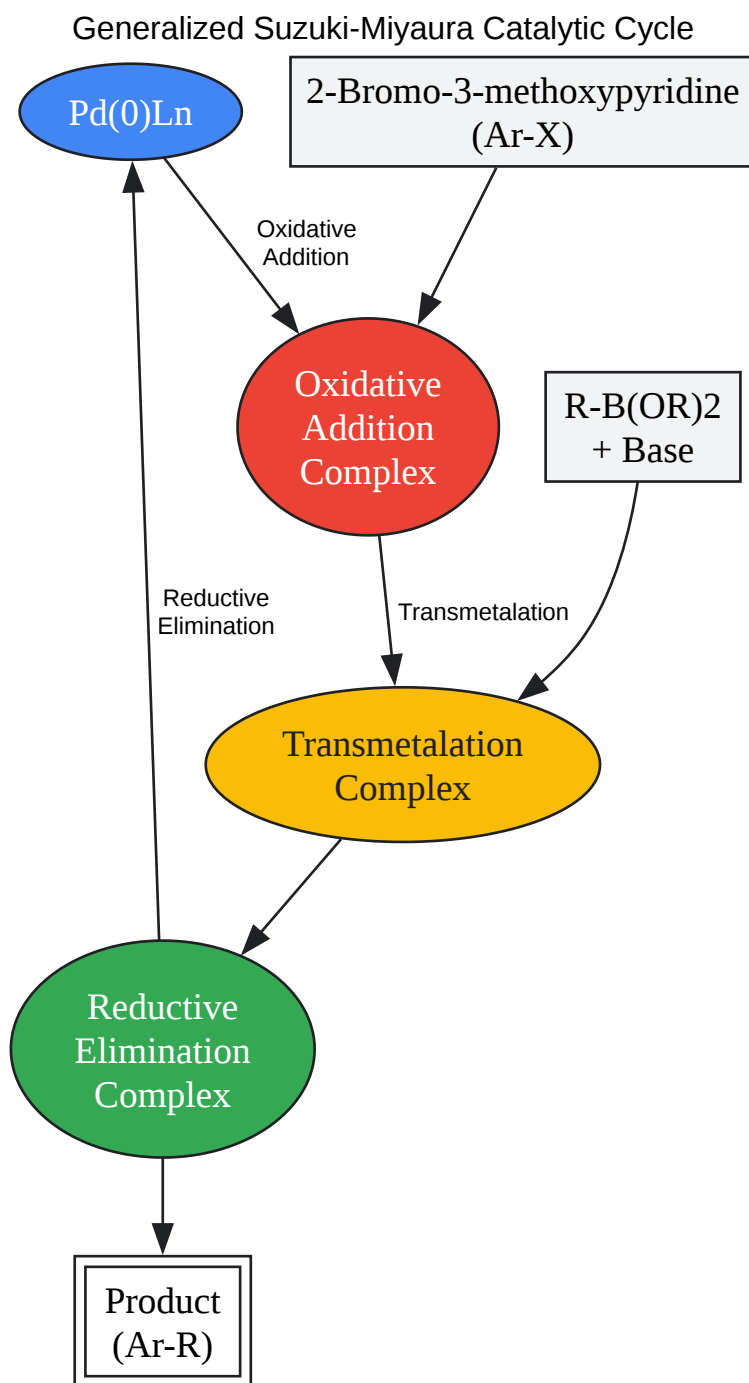 Generalized Suzuki-Miyaura Catalytic Cycle
Pd(0)Ln
2-Bromo-3-methoxypyridine
(Ar-X)
Oxidative
Addition
Oxidative
Addition
Complex
R-B(OR)2
+ Base
Reductive
Elimination
Transmetalation
Transmetalation
Complex
Reductive
Elimination
Complex
Product
(Ar-R)